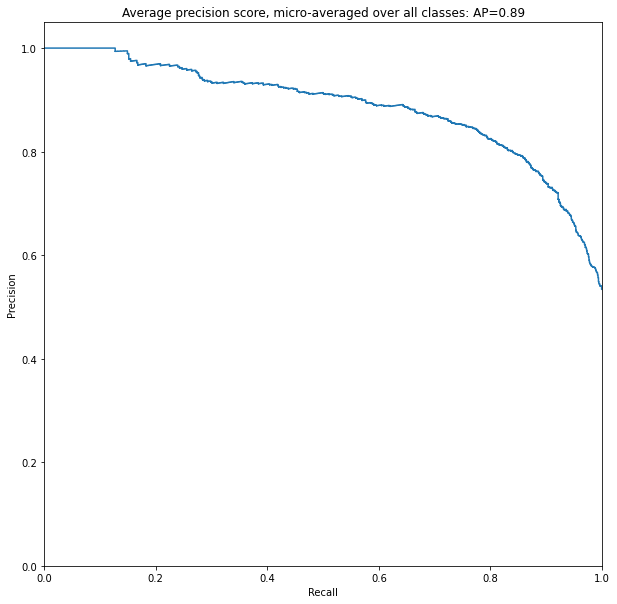 Average precision score, micro-averaged over all classes: AP=0.89
1.0
0.8
0.6
0.4
0.2
0.0
Precision
0.0 0.2 0.4 0.6 0.8 1.0
Recall